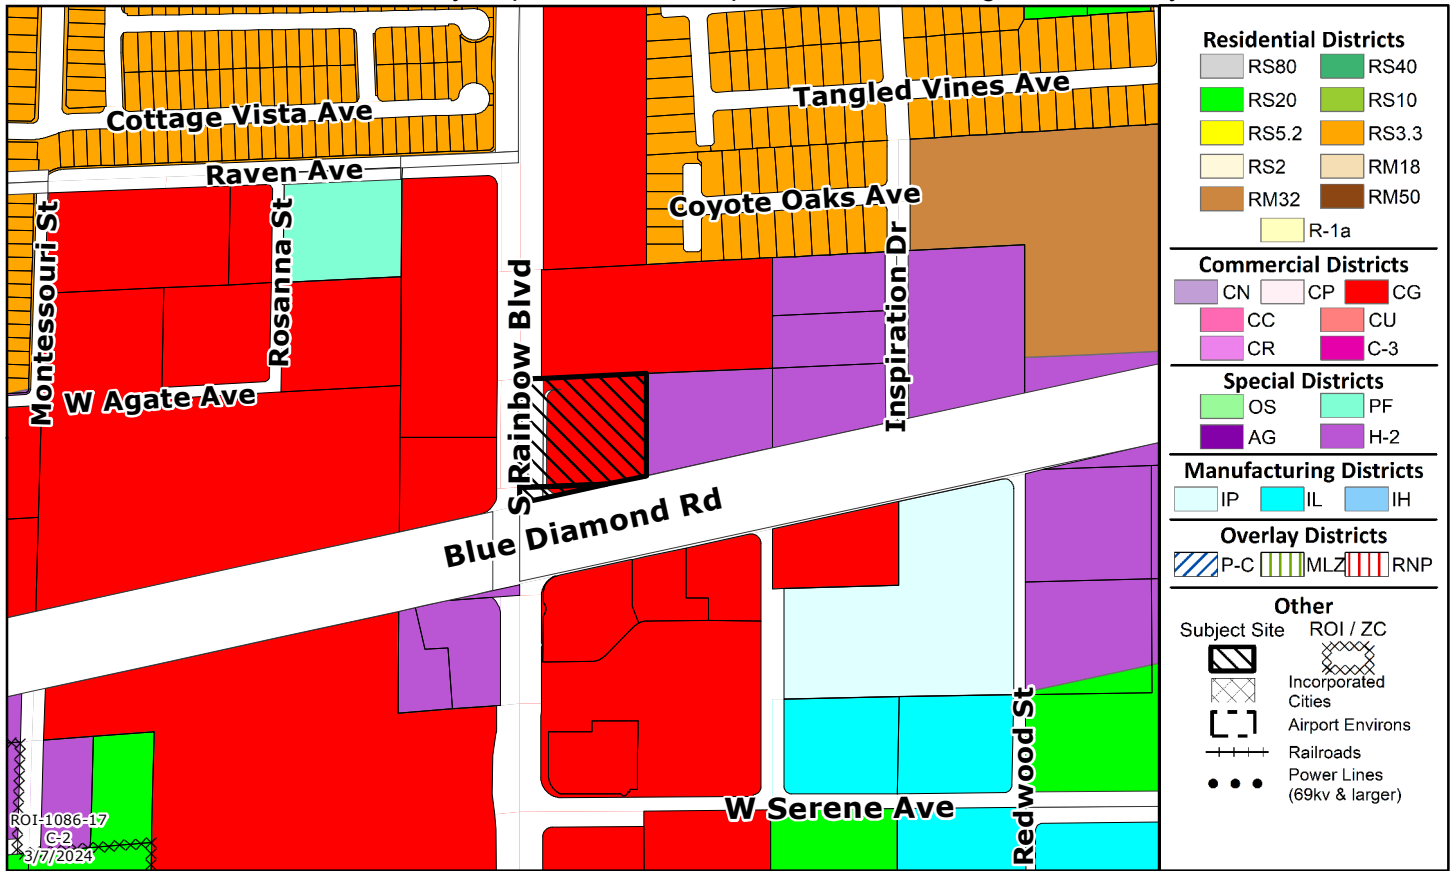 Cottage Vista Ave
Tangled Vines Ave
Raven Ave
Coyote Oaks Ave
Montessouri St
Rosanna St
S Rainbow Blvd
Inspiration Dr
W Agate Ave
Blue Diamond Rd
Redwood St
W Serene Ave
ROI-1086-17
C-2
3/7/2024
Residential Districts
RS80 RS40
RS20 RS10
RS5.2 RS3.3
RS2 RM18
RM32 RM50
R-1a
Commercial Districts
CN CP CG
CC CU
CR C-3
Special Districts
OS PF
AG H-2
Manufacturing Districts
IP IL IH
Overlay Districts
P-C MLZ RNP
Other
Subject Site ROI / ZC
Incorporated
Cities
Airport Environs
Railroads
Power Lines
(69kv & larger)